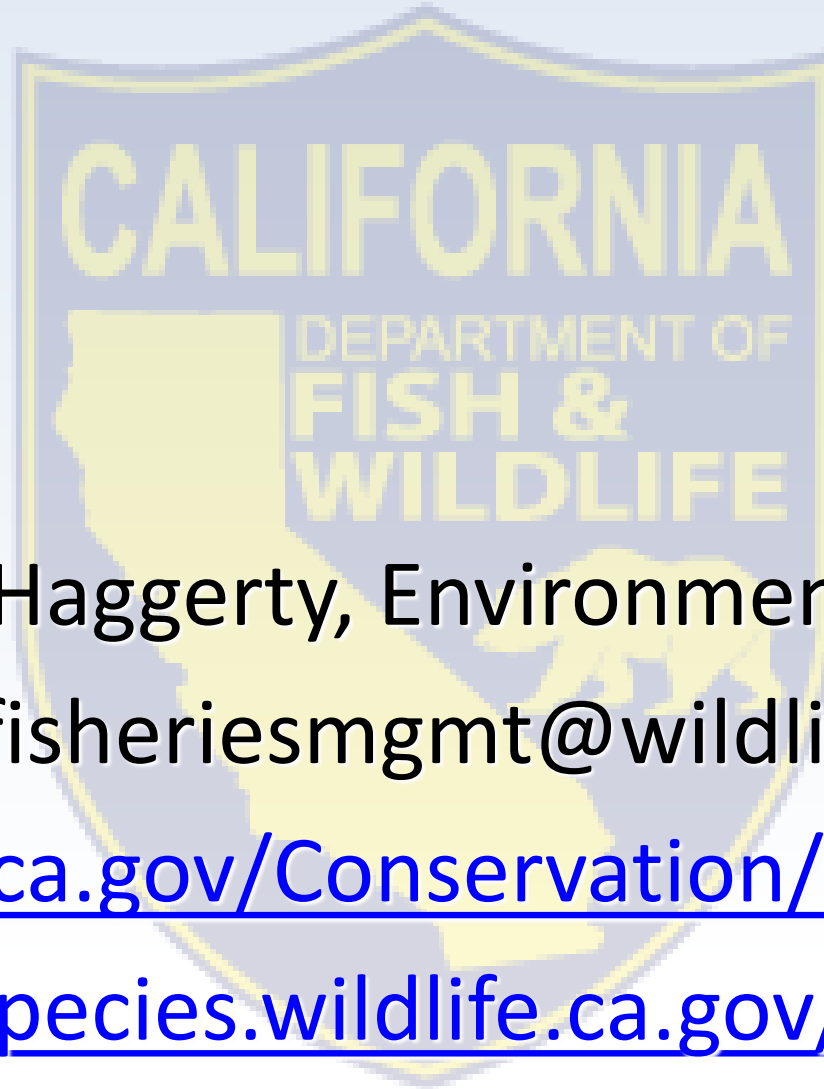 CALIFORNIA
DEPARTMENT OF
FISH &
WILDLIFE
Haggerty, Environmen
fisheriesmgmt@wildli
ca.gov/Conservation/
pecies.wildlife.ca.gov/